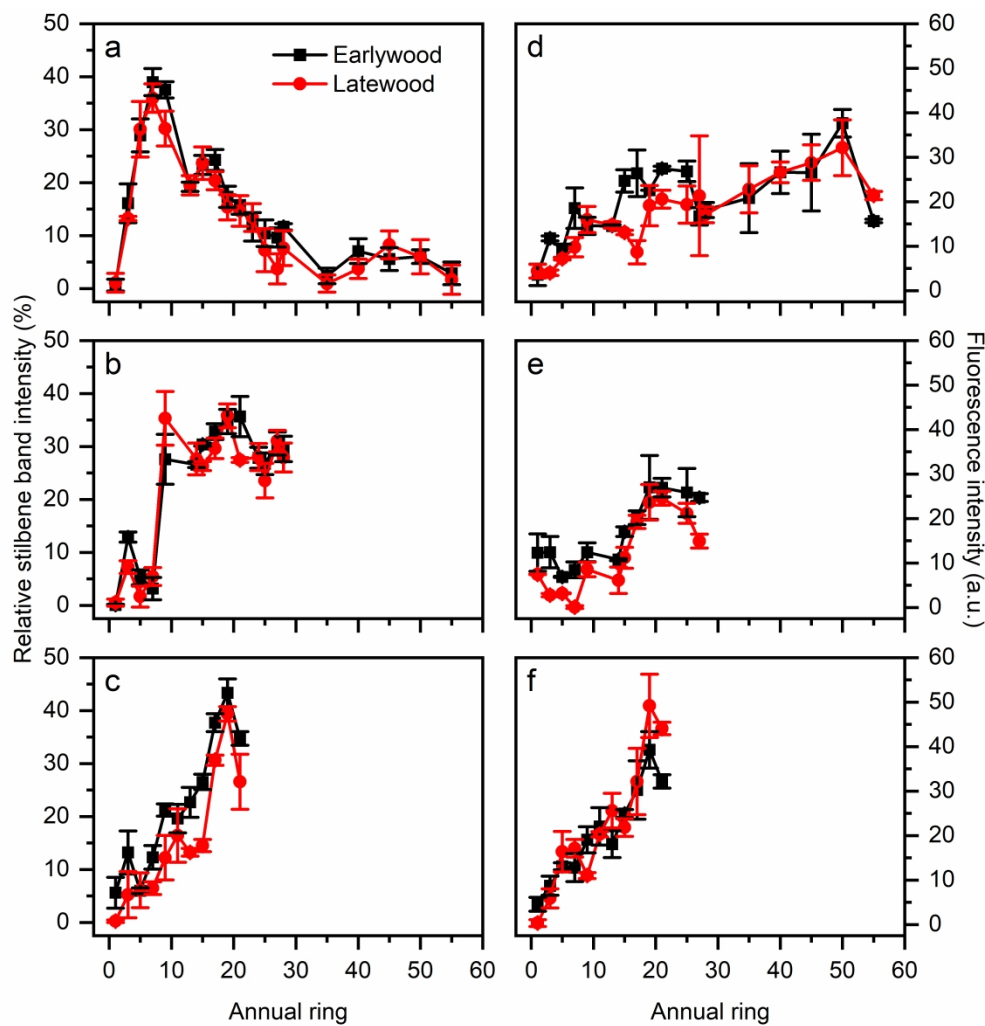 Relative stilbene band intensity (%)
Fluorescence intensity (a.u.)
a
Earlywood
Latewood
50
40
30
20
10
0
d
60
50
40
30
20
10
0
b
50
40
30
20
10
0
e
60
50
40
30
20
10
0
c
50
40
30
20
10
0
f
60
50
40
30
20
10
0
0 10 20 30 40 50 60
0 10 20 30 40 50 60
Annual ring
Annual ring